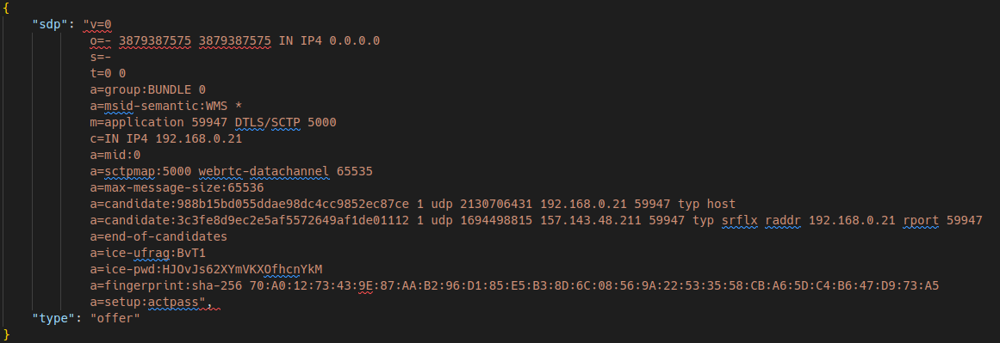 {
"sdp": "v=0
o=- 3879387575 3879387575 IN IP4 0.0.0.0
s=-
t=0 0
a=group:BUNDLE 0
a=msid-semantic:WMS *
m=application 59947 DTLS/SCTP 5000
c=IN IP4 192.168.0.21
a=mid:0
a=sctpmap:5000 webrtc-datachannel 65535
a=max-message-size:65536
a=candidate:988b15bd055ddae98dc4cc9852ec87ce 1 udp 2130706431 192.168.0.21 59947 typ host
a=candidate:3c3fe8d9ec2e5af5572649af1de01112 1 udp 1694498815 157.143.48.211 59947 typ srflx raddr 192.168.0.21 rport 59947
a=end-of-candidates
a=ice-ufrag:BvT1
a=ice-pwd:HJOvJs62XYmVKXOfhcnYkM
a=fingerprint:sha-256 70:A0:12:73:43:9E:87:AA:B2:96:D1:85:E5:B3:8D:6C:08:56:9A:22:53:35:58:CB:A6:5D:C4:B6:47:D9:73:A5
a=setup:actpass",
"type": "offer"
}